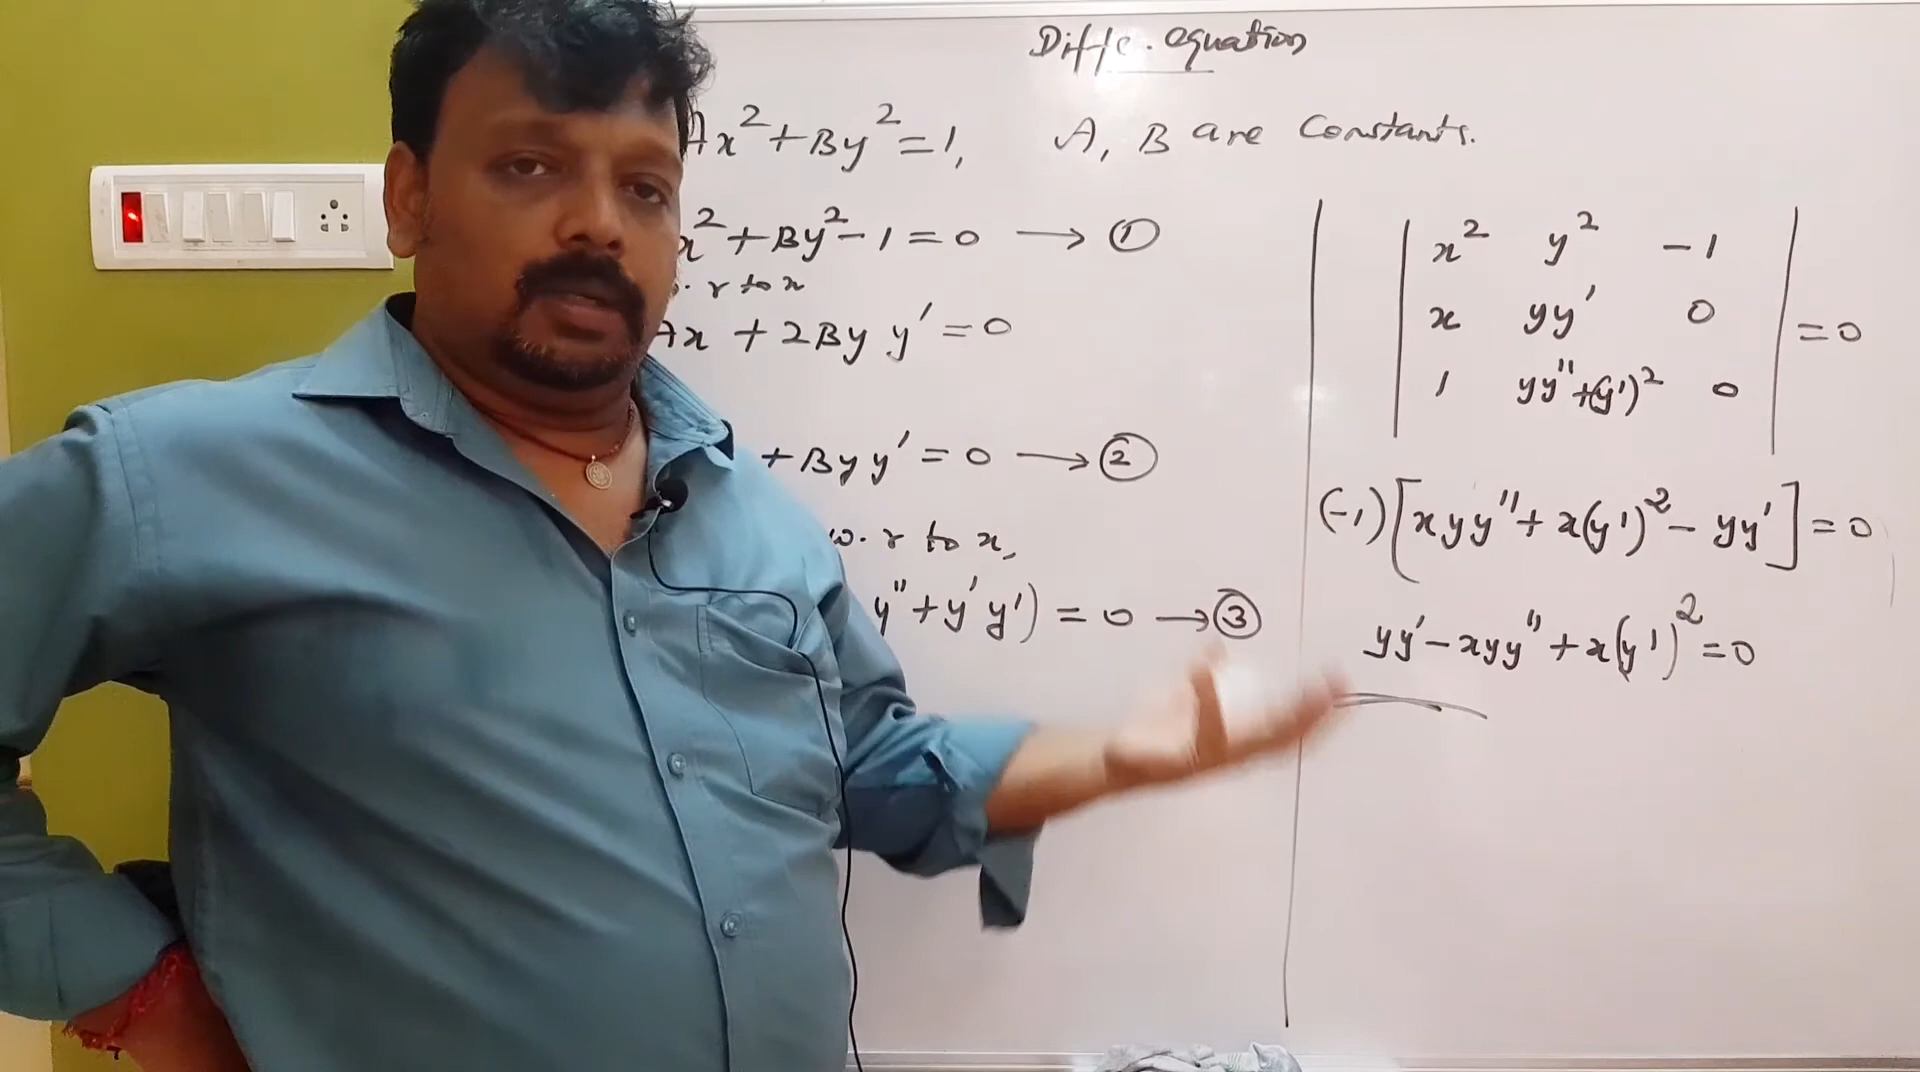 Diffe. equation
Ax² + By² = 1, A, B are Constants.
x² + By² - 1 = 0 → ①
. r to x
Ax + 2By y' = 0
+ Byy' = 0 → ②
w. r to x,
y'' + y'y') = 0 → ③
| x² y² -1 |
| x yy' 0 | = 0
| 1 yy''+(y')² 0 |
(-1)[xyy'' + x(y')² - yy'] = 0
yy' - xyy'' + x(y')² = 0